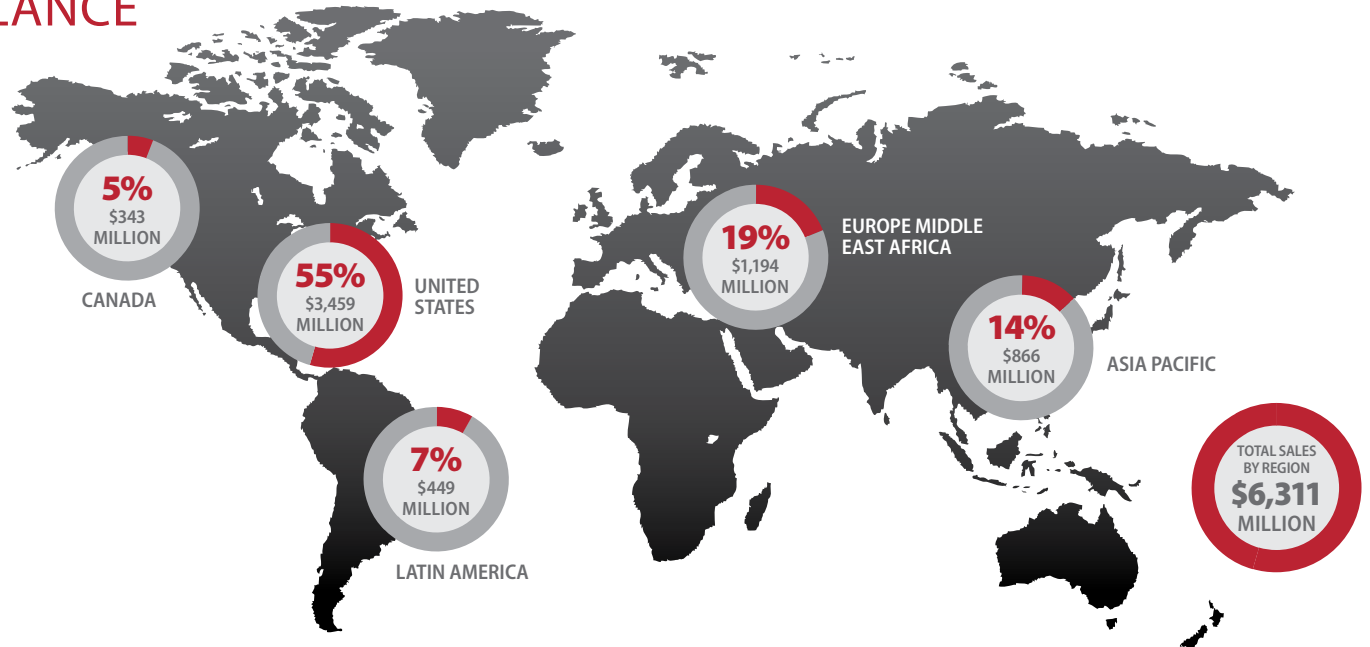 LANCE
5%
$343
MILLION
CANADA
55%
$3,459
MILLION
UNITED
STATES
7%
$449
MILLION
LATIN AMERICA
19%
$1,194
MILLION
EUROPE MIDDLE
EAST AFRICA
14%
$866
MILLION
ASIA PACIFIC
TOTAL SALES
BY REGION
$6,311
MILLION